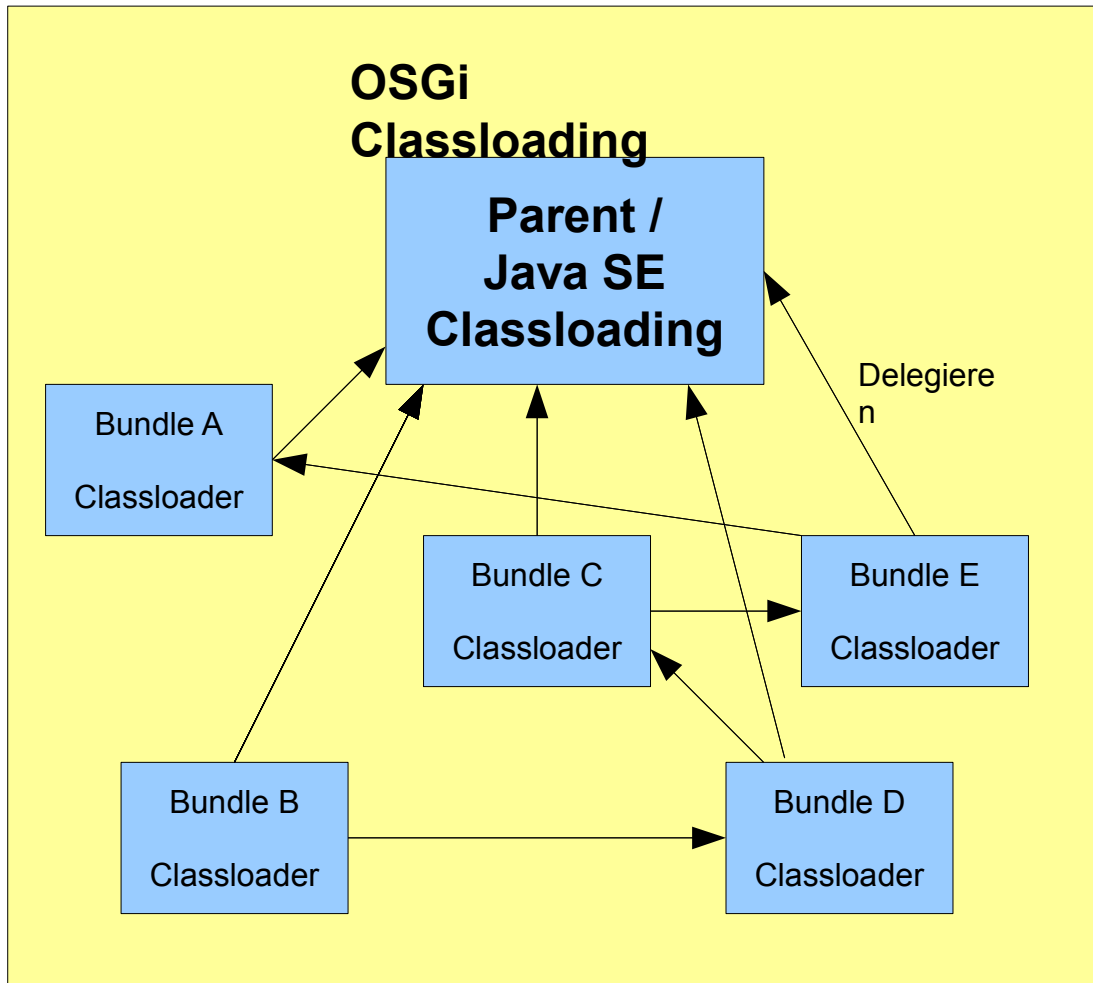 OSGi
Classloading
Parent /
Java SE
Classloading
Delegiere
n
Bundle A
Classloader
Bundle C
Classloader
Bundle E
Classloader
Bundle B
Classloader
Bundle D
Classloader